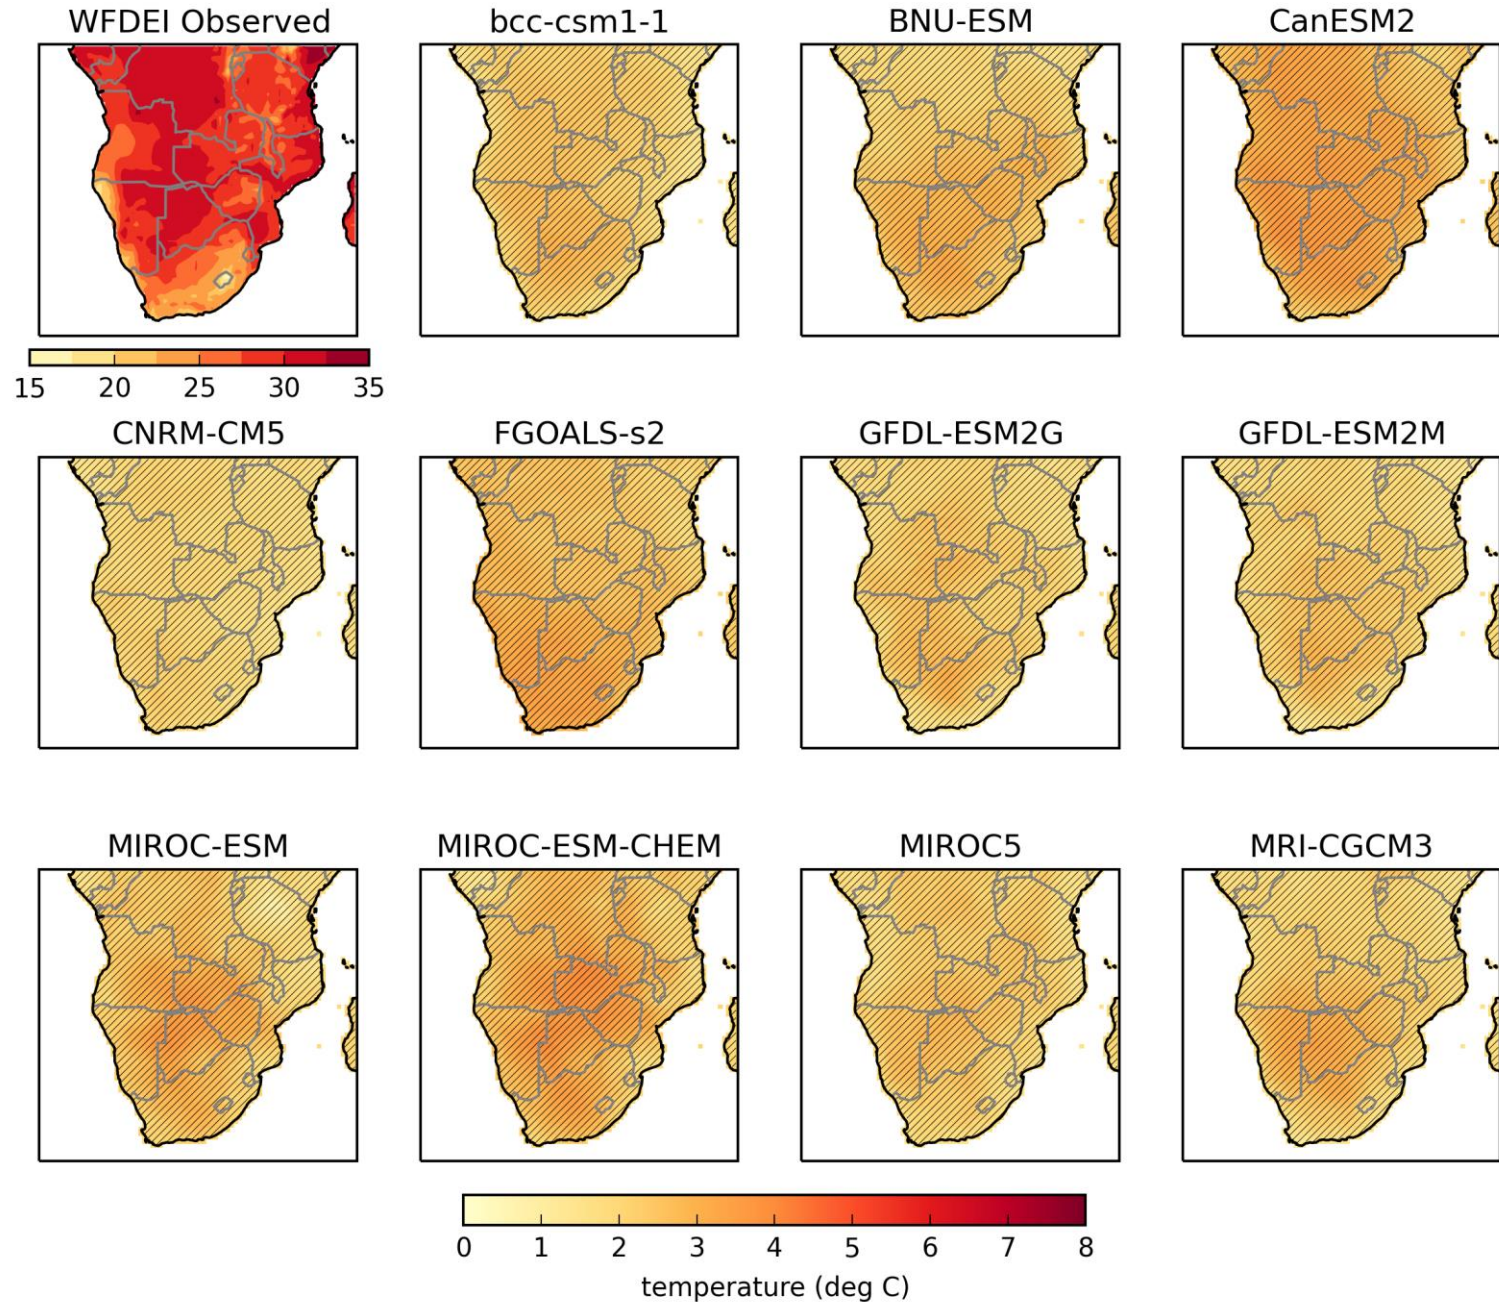 WFDEI Observed
bcc-csm1-1
BNU-ESM
CanESM2
15 20 25 30 35
CNRM-CM5
FGOALS-s2
GFDL-ESM2G
GFDL-ESM2M
MIROC-ESM
MIROC-ESM-CHEM
MIROC5
MRI-CGCM3
0 1 2 3 4 5 6 7 8
temperature (deg C)